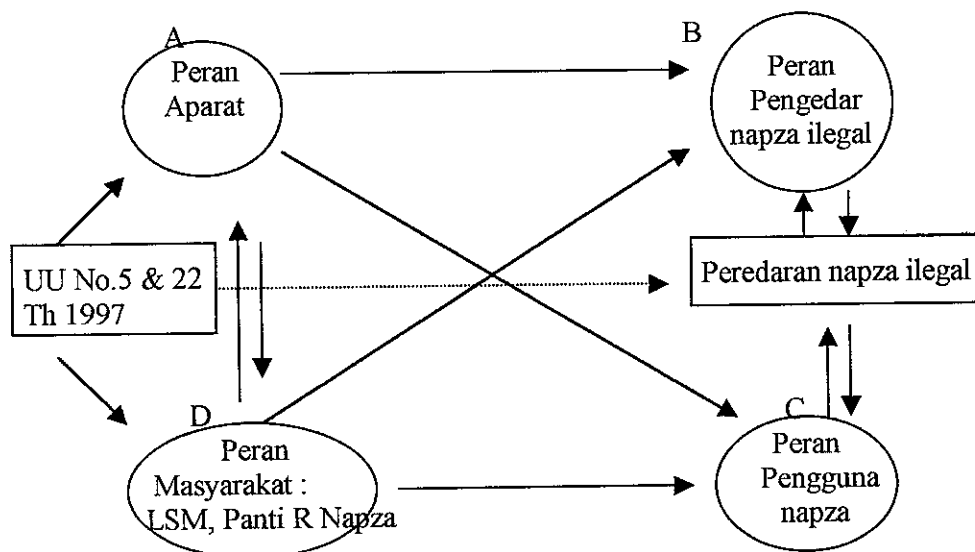 A
Peran
Aparat
B
Peran
Pengedar
napza ilegal
UU No.5 & 22
Th 1997
Peredaran napza ilegal
D
Peran
Masyarakat :
LSM, Panti R Napza
C
Peran
Pengguna
napza